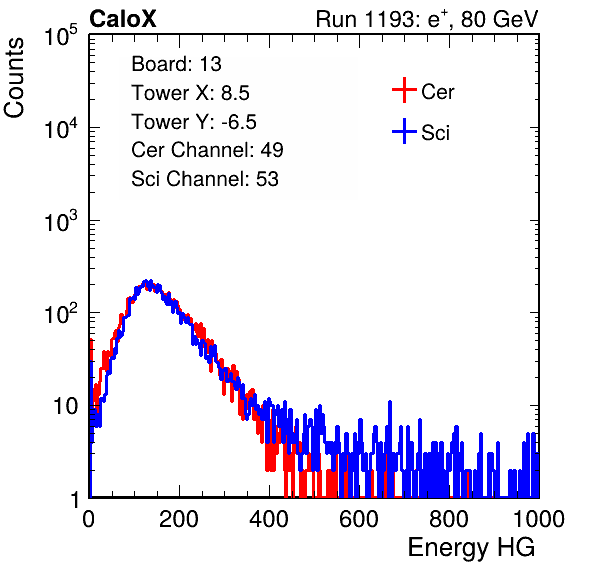 CaloX Run 1193: e⁺, 80 GeV
Counts
10⁵
10⁴
10³
10²
10
1
Board: 13
Tower X: 8.5
Tower Y: -6.5
Cer Channel: 49
Sci Channel: 53
Cer
Sci
0 200 400 600 800 1000
Energy HG